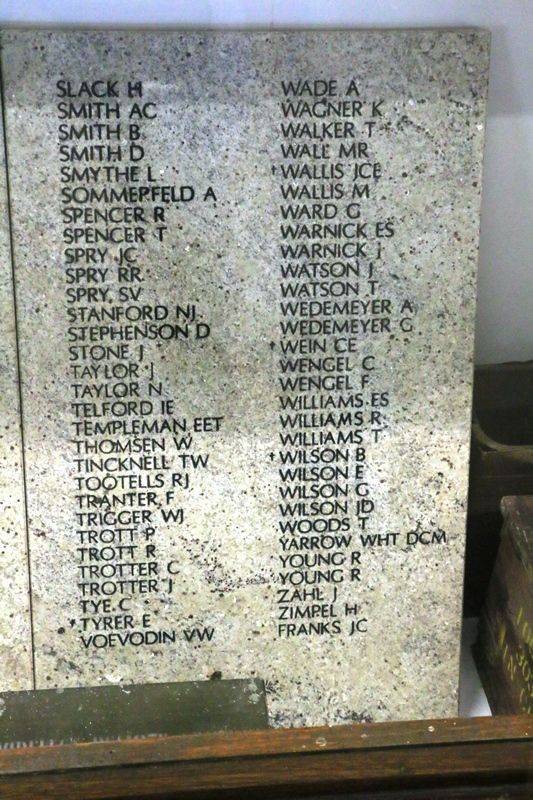 SLACK H
SMITH AC
SMITH B
SMITH D
SMYTHE L
SOMMERFELD A
SPENCER R
SPENCER T
SPRY JC
SPRY RR
SPRY SV
STANFORD NJ
STEPHENSON D
STONE J
TAYLOR J
TAYLOR N
TELFORD IE
TEMPLEMAN EET
THOMSEN W
TINCKNELL TW
TOOTELLS RJ
TRANTER F
TRIGGER WJ
TROTT P
TROTT R
TROTTER C
TROTTER J
TYE C
†TYRER E
VOEVODIN VW
WADE A
WAGNER K
WALKER T
WALL MR
†WALLIS JCE
WALLIS M
WARD G
WARNICK ES
WARNICK J
WATSON J
WATSON T
WEDEMEYER A
WEDEMEYER G
†WEIN CE
WENGEL C
WENGEL F
WILLIAMS ES
WILLIAMS R
WILLIAMS T
†WILSON B
WILSON E
WILSON G
WILSON JD
WOODS T
YARROW WHT DCM
YOUNG R
YOUNG R
ZAHL J
ZIMPEL H
FRANKS JC